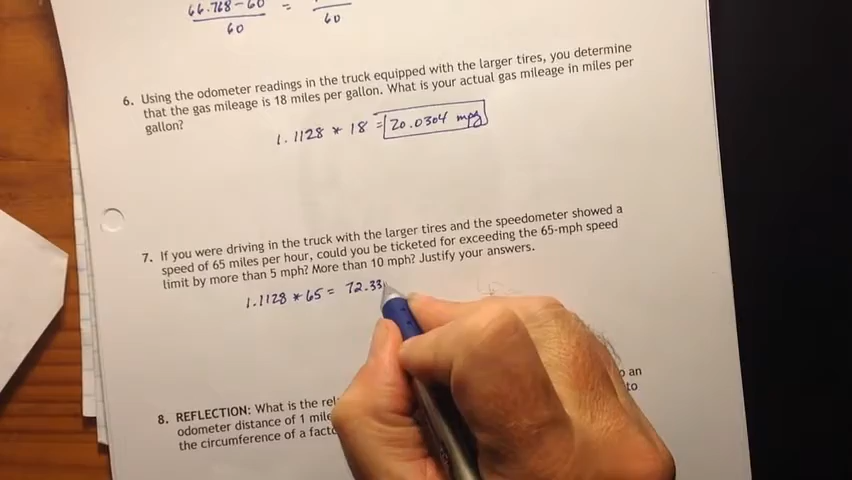 66.768-60
60
=
60
6. Using the odometer readings in the truck equipped with the larger tires, you determine
that the gas mileage is 18 miles per gallon. What is your actual gas mileage in miles per
gallon?
1.1128 * 18 = 20.0304 mpg
7. If you were driving in the truck with the larger tires and the speedometer showed a
speed of 65 miles per hour, could you be ticketed for exceeding the 65-mph speed
limit by more than 5 mph? More than 10 mph? Justify your answers.
1.1128 * 65 = 72.33
8. REFLECTION: What is the an
odometer distance of 1 to
the circumference of a